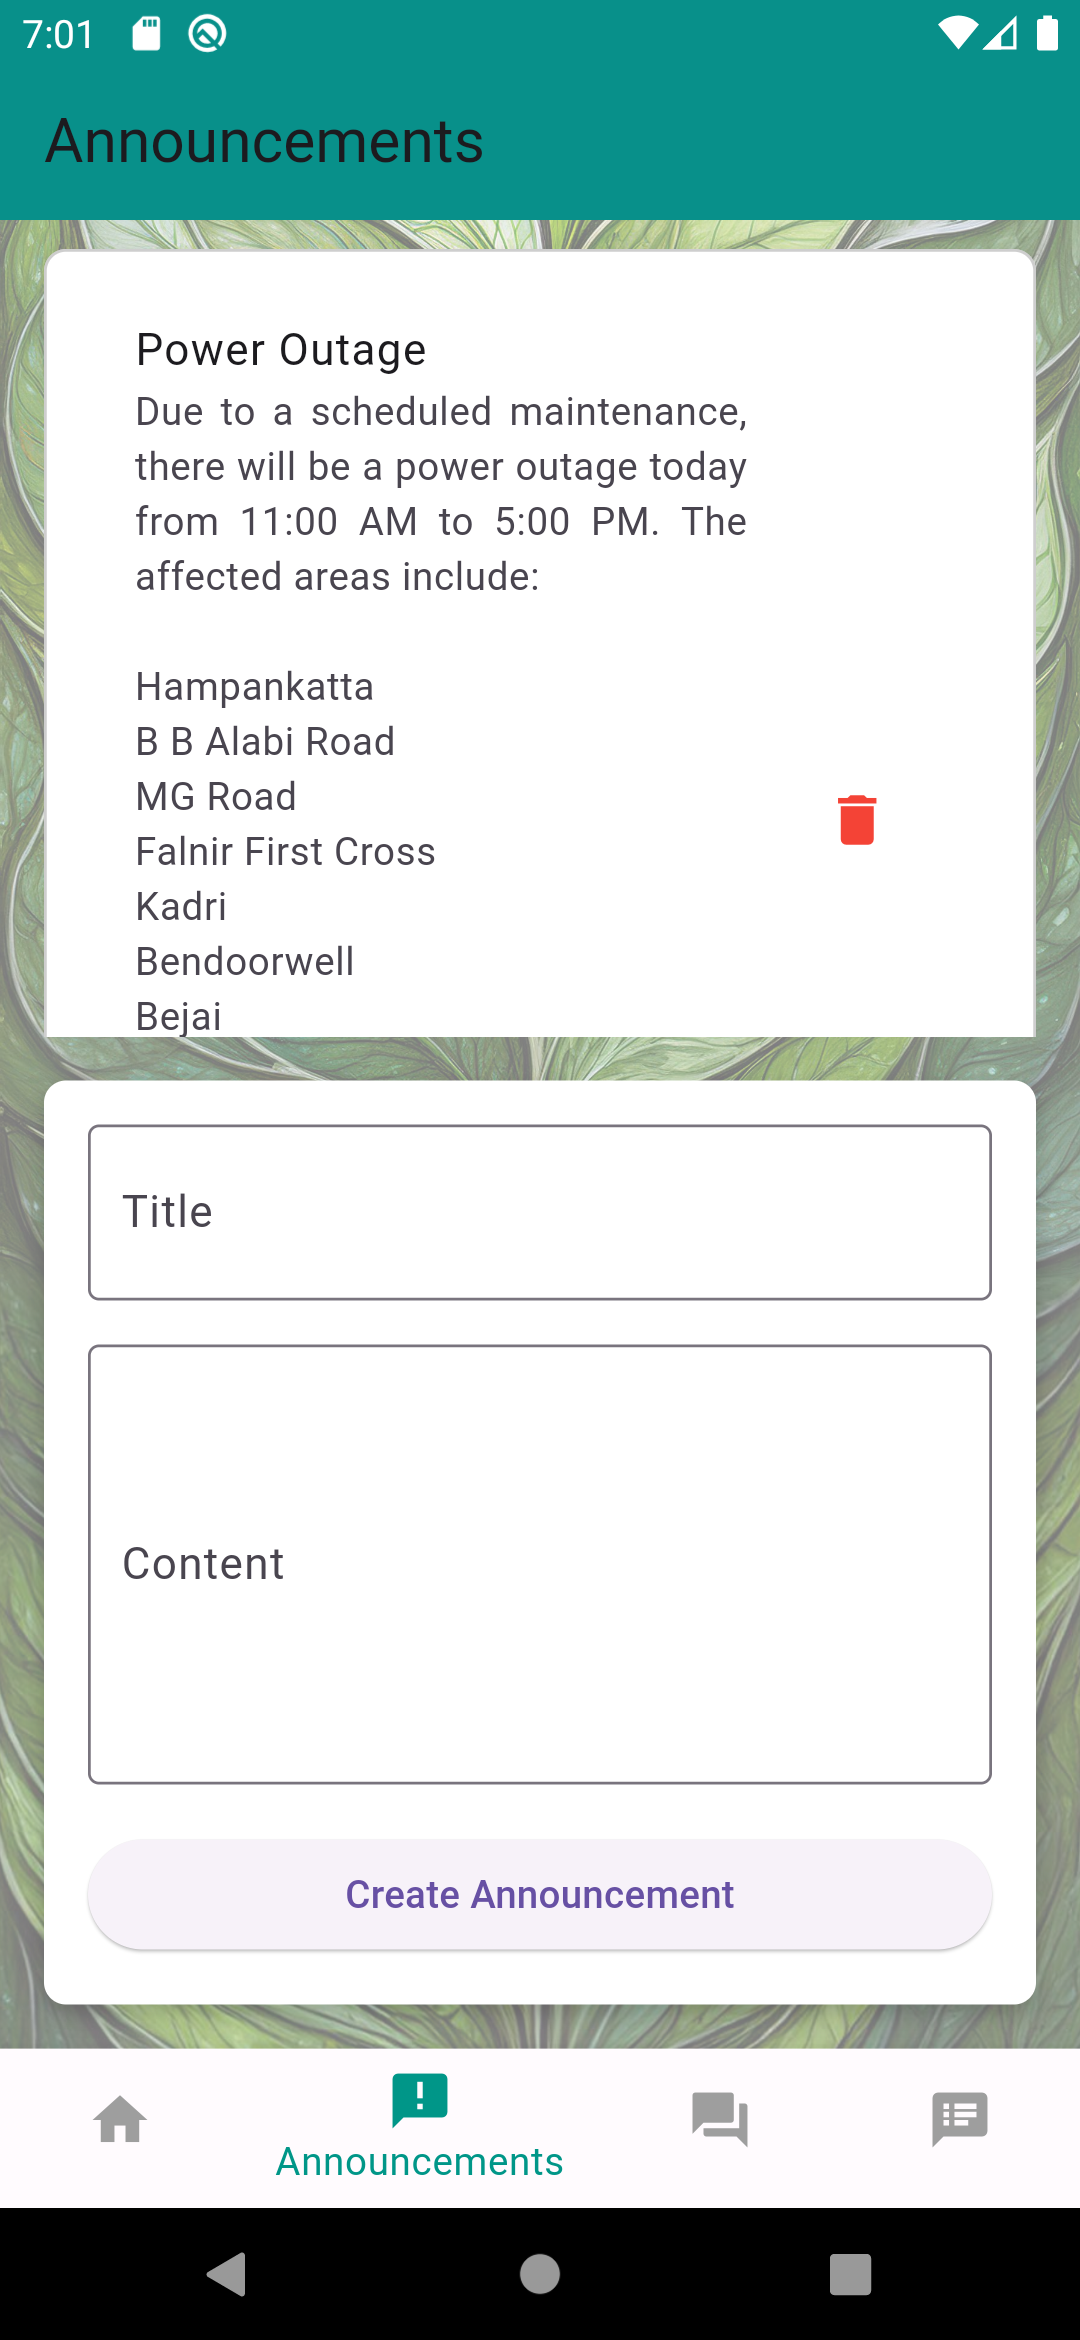 7:01
Announcements
Power Outage
Due to a scheduled maintenance,
there will be a power outage today
from 11:00 AM to 5:00 PM. The
affected areas include:
Hampankatta
B B Alabi Road
MG Road
Falnir First Cross
Kadri
Bendoorwell
Bejai
Title
Content
Create Announcement
Announcements